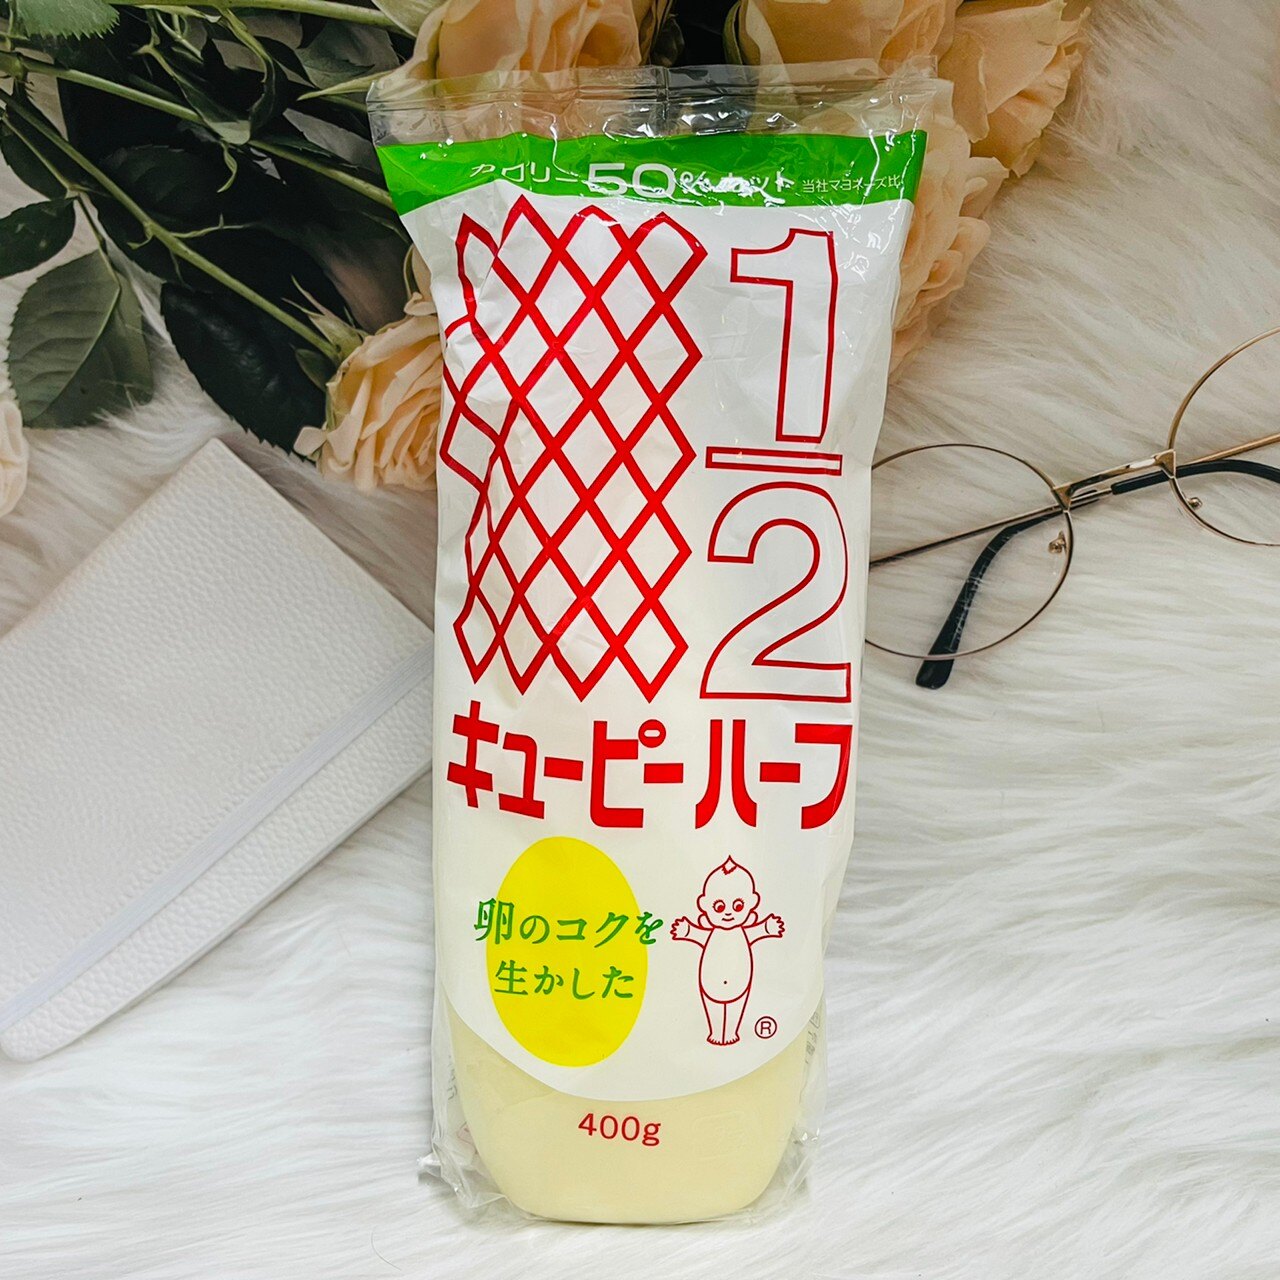 カロリー50%カット 当社マヨネーズ比
1/2
キユーピーハーフ
卵のコクを
生かした
®
400g